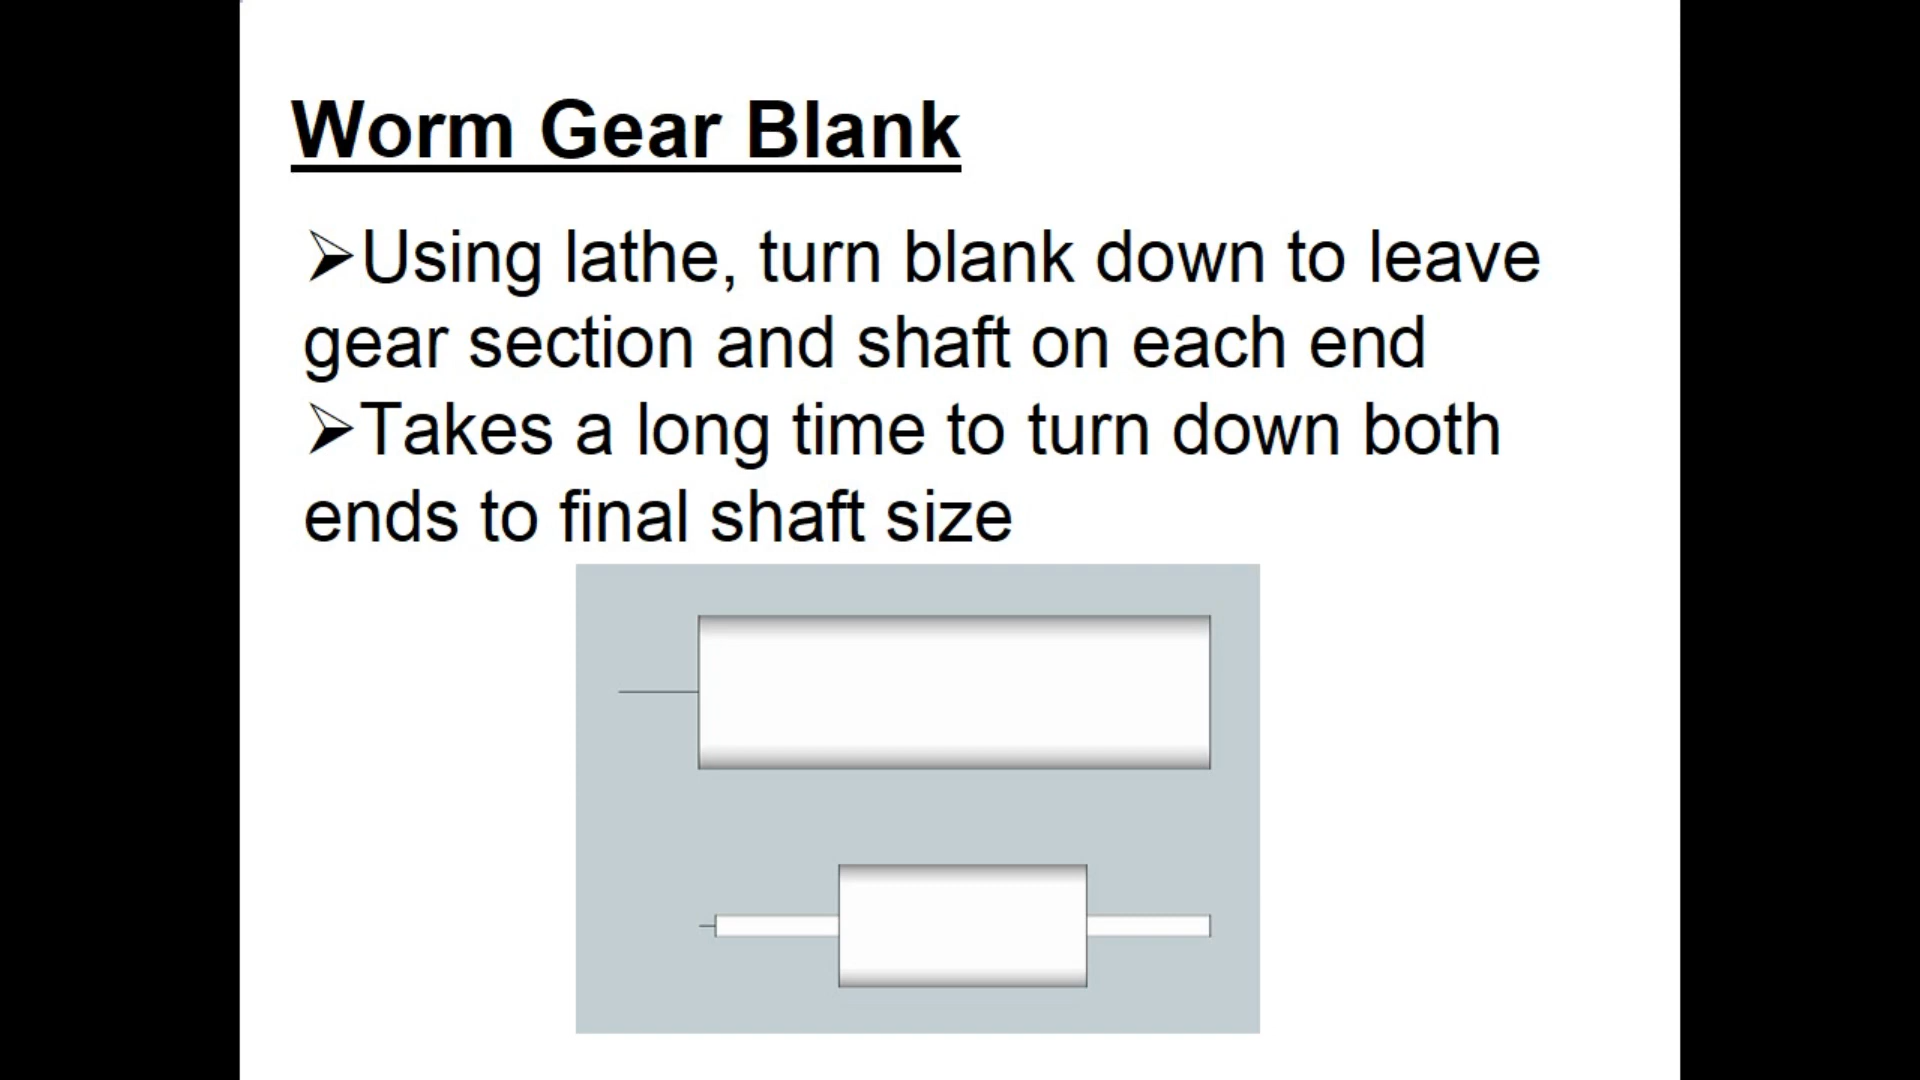 Worm Gear Blank
➢Using lathe, turn blank down to leave
gear section and shaft on each end
➢Takes a long time to turn down both
ends to final shaft size